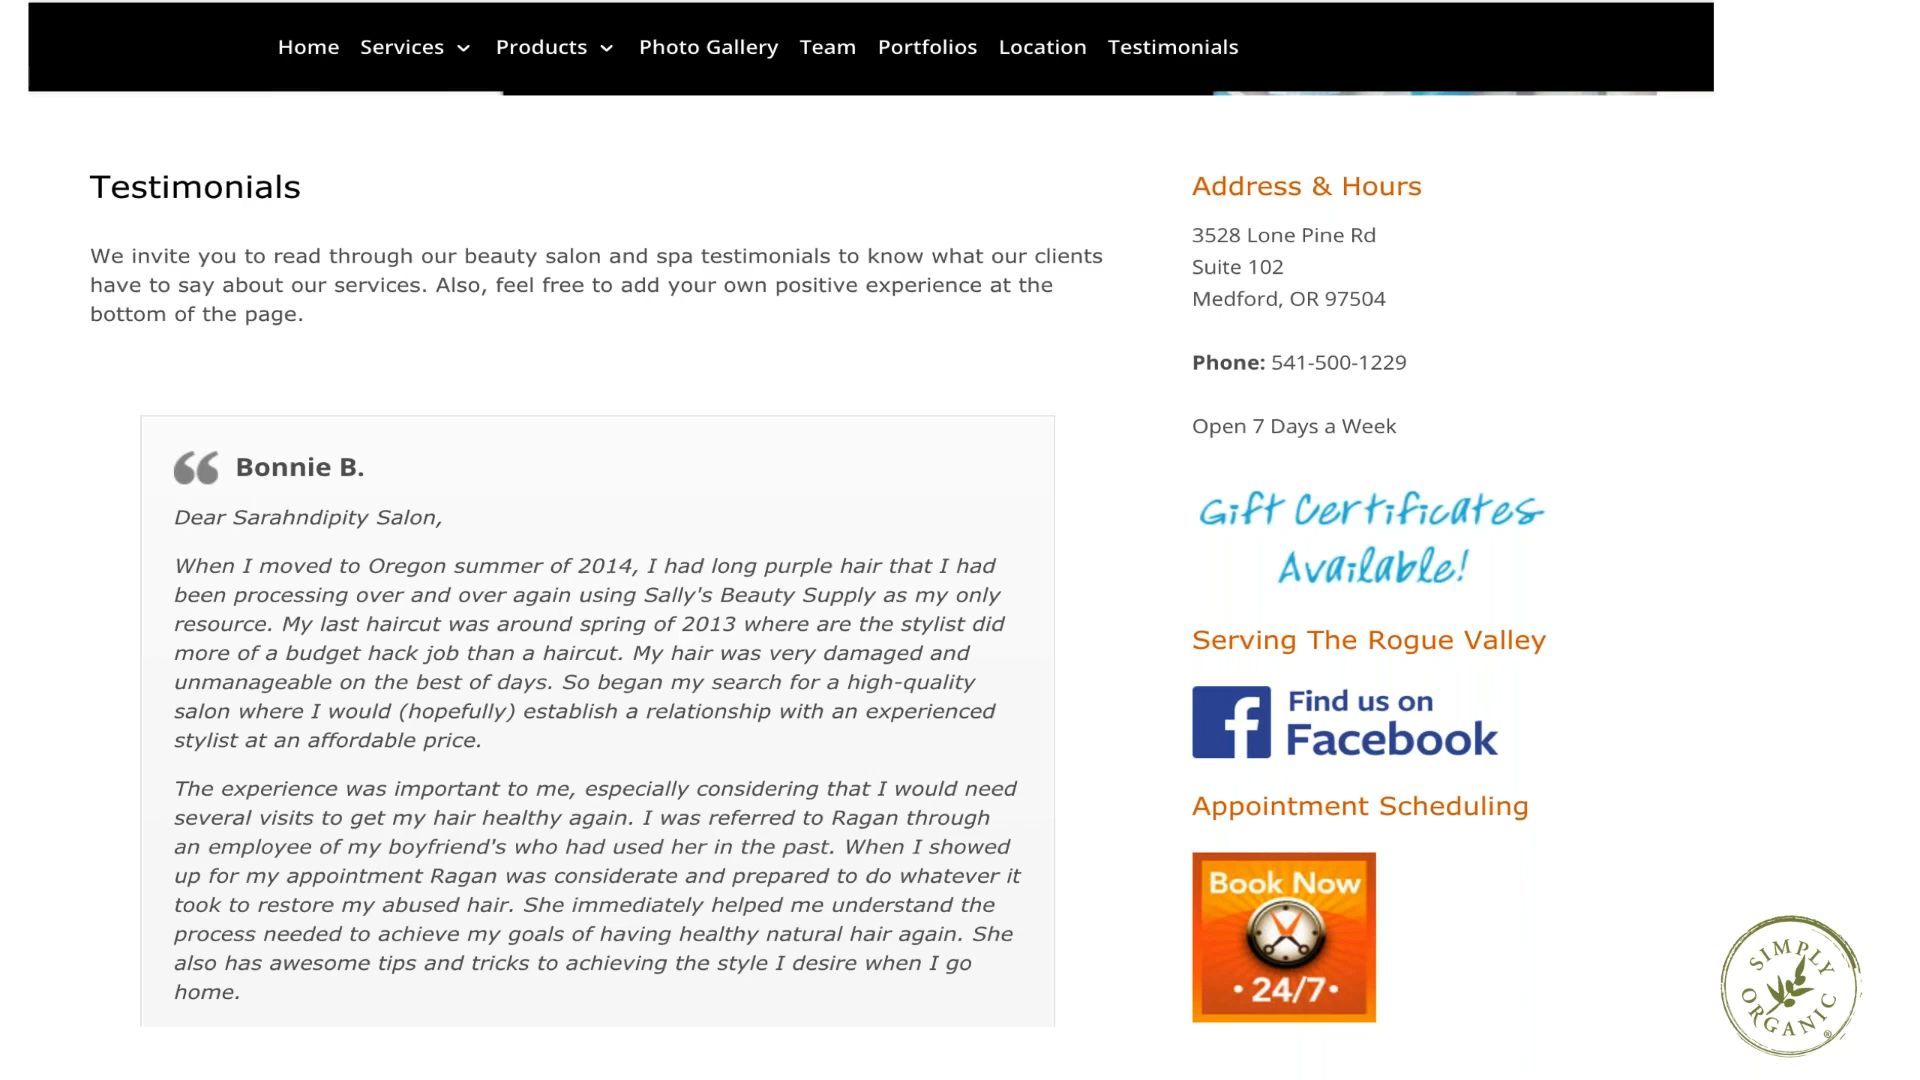 Home Services Products Photo Gallery Team Portfolios Location Testimonials
Testimonials
We invite you to read through our beauty salon and spa testimonials to know what our clients
have to say about our services. Also, feel free to add your own positive experience at the
bottom of the page.
Bonnie B.
Dear Sarahndipity Salon,
When I moved to Oregon summer of 2014, I had long purple hair that I had
been processing over and over again using Sally's Beauty Supply as my only
resource. My last haircut was around spring of 2013 where are the stylist did
more of a budget hack job than a haircut. My hair was very damaged and
unmanageable on the best of days. So began my search for a high-quality
salon where I would (hopefully) establish a relationship with an experienced
stylist at an affordable price.
The experience was important to me, especially considering that I would need
several visits to get my hair healthy again. I was referred to Ragan through
an employee of my boyfriend's who had used her in the past. When I showed
up for my appointment Ragan was considerate and prepared to do whatever it
took to restore my abused hair. She immediately helped me understand the
process needed to achieve my goals of having healthy natural hair again. She
also has awesome tips and tricks to achieving the style I desire when I go
home.
Address & Hours
3528 Lone Pine Rd
Suite 102
Medford, OR 97504
Phone: 541-500-1229
Open 7 Days a Week
Gift Certificates
Available!
Serving The Rogue Valley
Find us on
Facebook
Appointment Scheduling
Book Now
• 24/7 •
SIMPLY
ORGANIC®